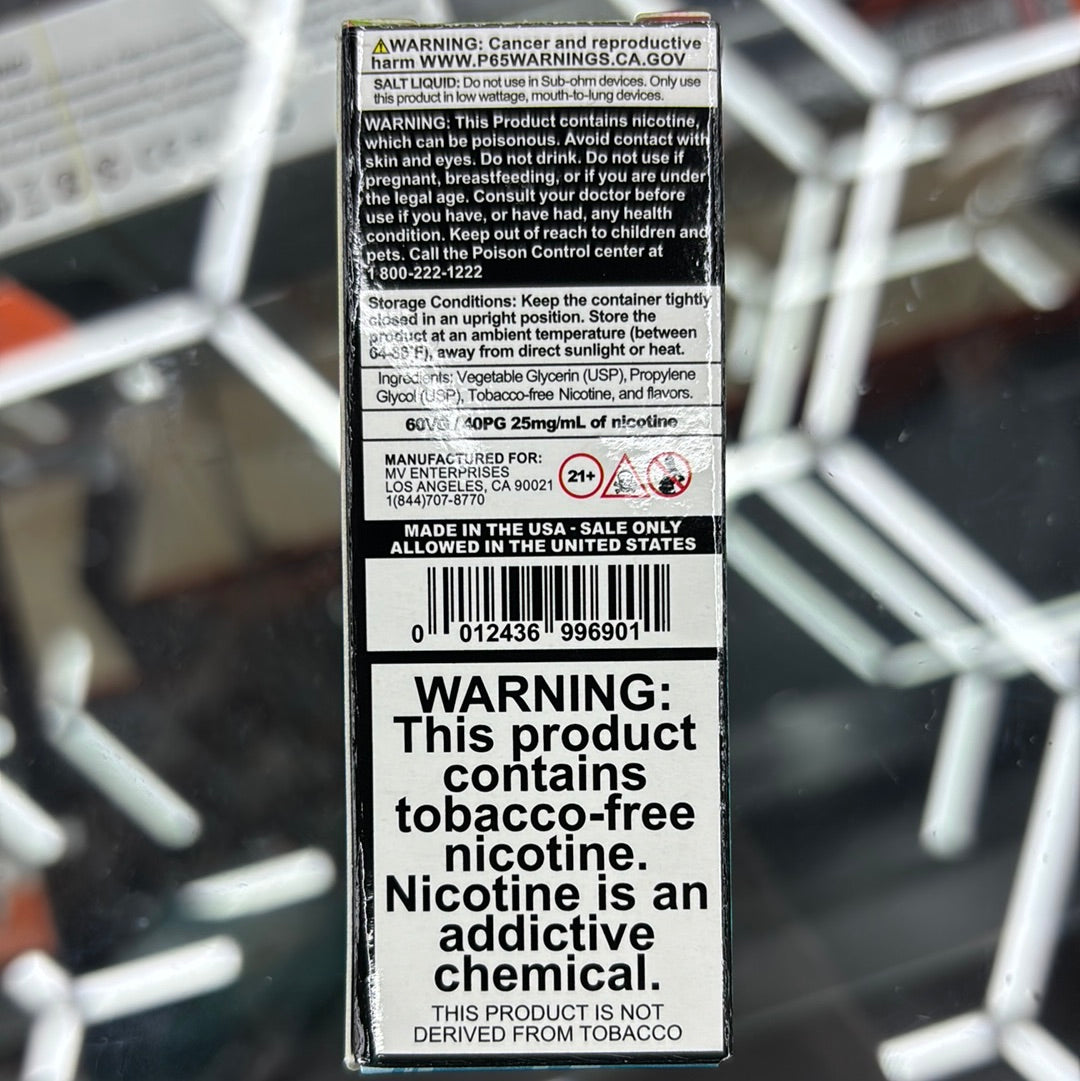 WARNING: Cancer and reproductive
harm WWW.P65WARNINGS.CA.GOV
SALT LIQUID: Do not use in Sub-ohm devices. Only use
this product in low wattage, mouth-to-lung devices.
WARNING: This Product contains nicotine,
which can be poisonous. Avoid contact with
skin and eyes. Do not drink. Do not use if
pregnant, breastfeeding, or if you are under
the legal age. Consult your doctor before
use if you have, or have had, any health
condition. Keep out of reach to children and
pets. Call the Poison Control center at
1 800-222-1222
Storage Conditions: Keep the container tightly
closed in an upright position. Store the
product at an ambient temperature (between
away from direct sunlight or heat.
Ingredients: Vegetable Glycerin (USP), Propylene
Glycol (USP), Tobacco-free Nicotine, and flavors.
60VG / 40PG 25mg/mL of nicotine
MANUFACTURED FOR:
MV ENTERPRISES
LOS ANGELES, CA 90021
1(844)707-8770
21+
MADE IN THE USA - SALE ONLY
ALLOWED IN THE UNITED STATES
0 012436 996901
WARNING:
This product
contains
tobacco-free
nicotine.
Nicotine is an
addictive
chemical.
THIS PRODUCT IS NOT
DERIVED FROM TOBACCO